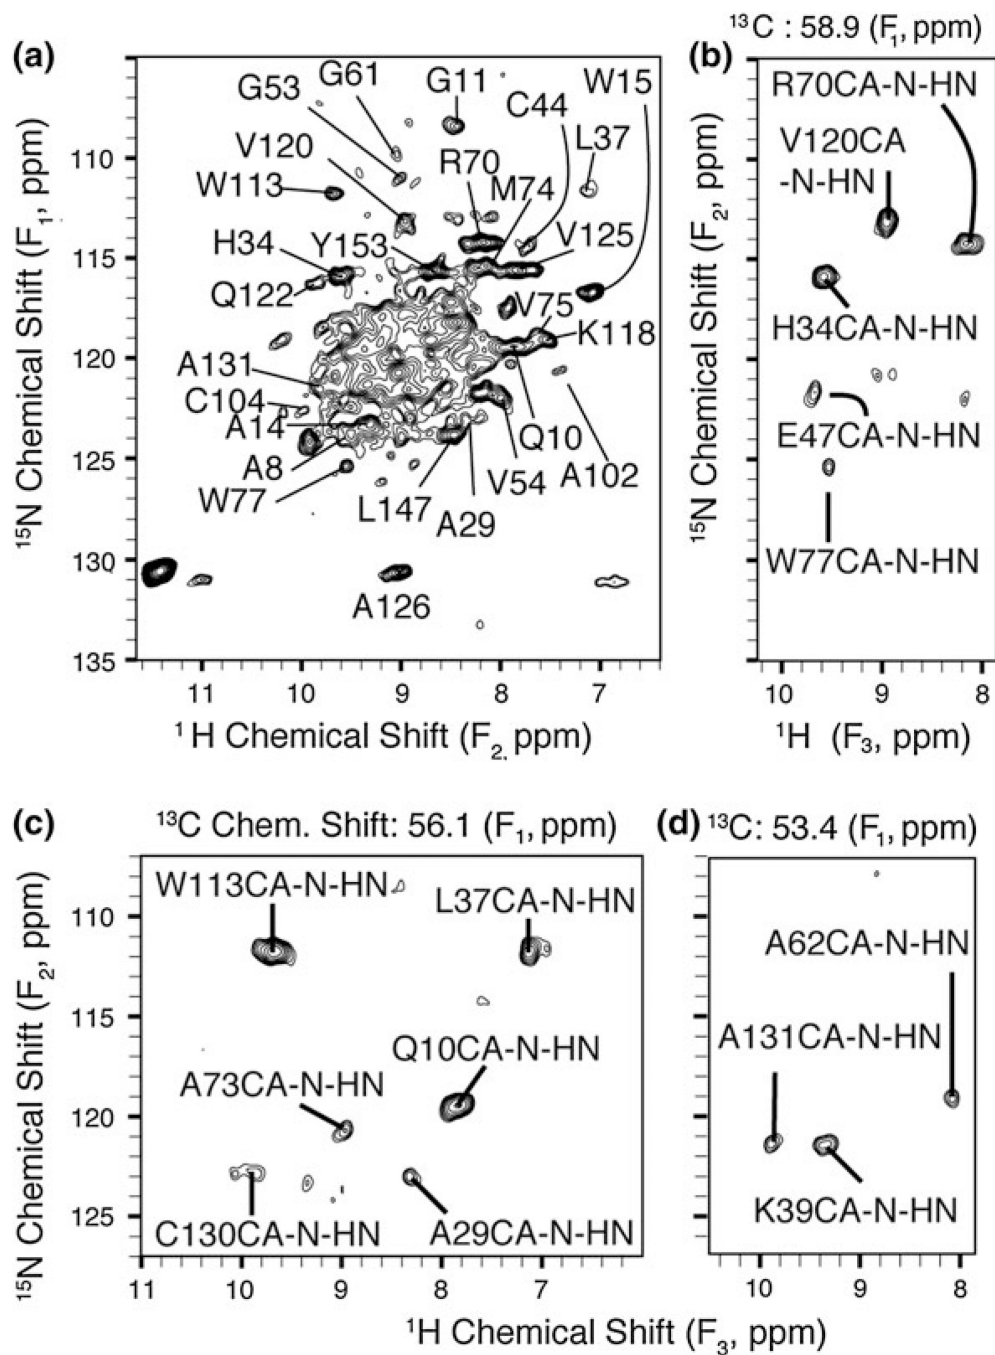 (a)
G53
G61
G11
C44
W15
V120
L37
W113
R70
M74
H34
Y153
V125
Q122
V75
K118
A131
C104
A14
Q10
A8
V54
A102
W77
L147
A29
A126
110
115
120
125
130
135
11
10
9
8
7
¹⁵N Chemical Shift (F₁, ppm)
¹H Chemical Shift (F₂, ppm)
¹³C : 58.9 (F₁, ppm)
(b)
R70CA-N-HN
V120CA
-N-HN
H34CA-N-HN
E47CA-N-HN
W77CA-N-HN
10
9
8
¹⁵N Chemical Shift (F₂, ppm)
¹H (F₃, ppm)
(c)
¹³C Chem. Shift: 56.1 (F₁, ppm)
W113CA-N-HN
L37CA-N-HN
Q10CA-N-HN
A73CA-N-HN
C130CA-N-HN
A29CA-N-HN
110
115
120
125
11
10
9
8
7
¹⁵N Chemical Shift (F₂, ppm)
(d)
¹³C: 53.4 (F₁, ppm)
A62CA-N-HN
A131CA-N-HN
K39CA-N-HN
10
9
8
¹H Chemical Shift (F₃, ppm)